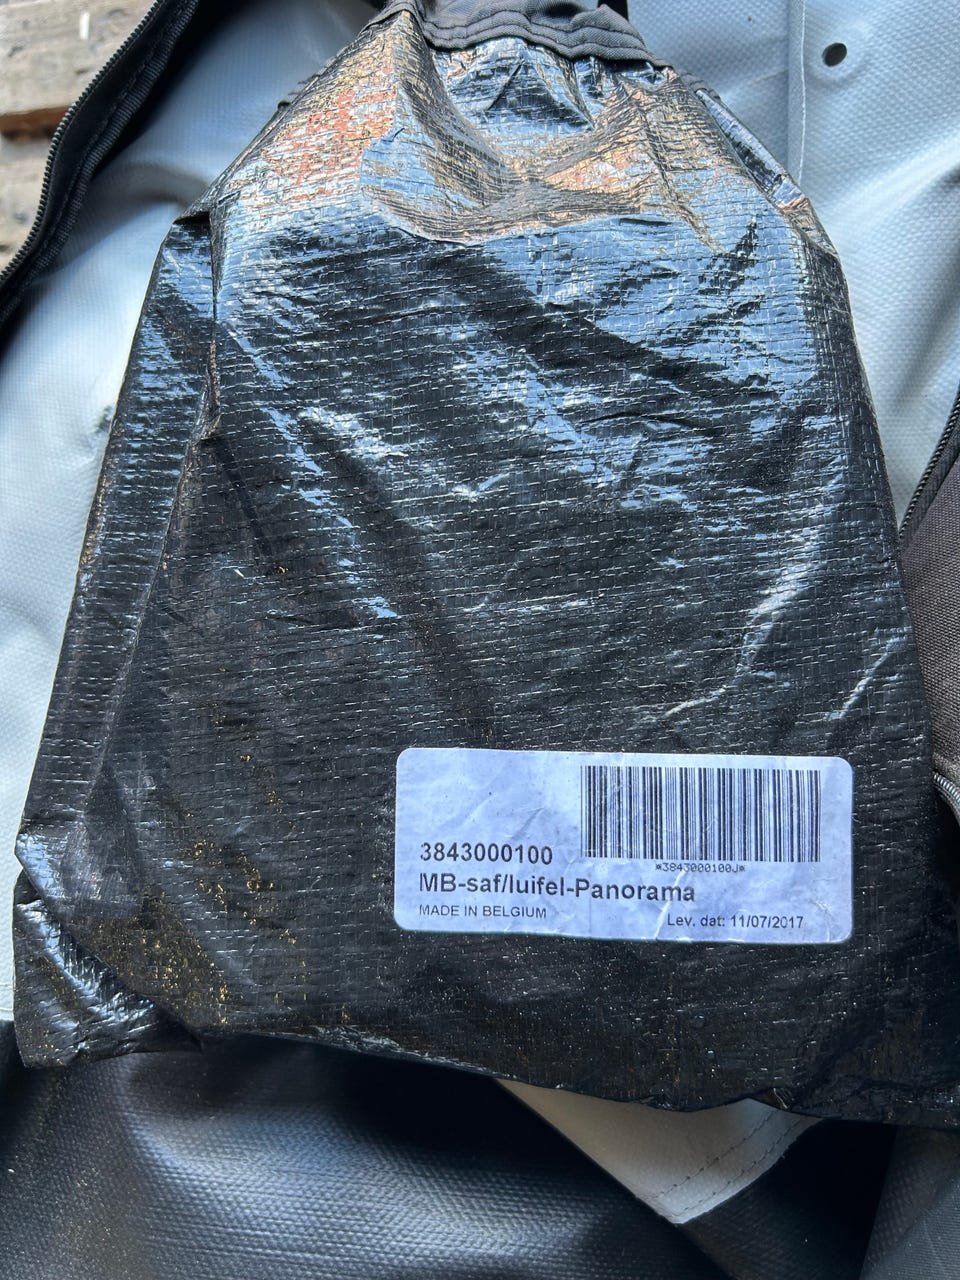 *3843000100J*
3843000100
MB-saf/luifel-Panorama
MADE IN BELGIUM
Lev. dat: 11/07/2017